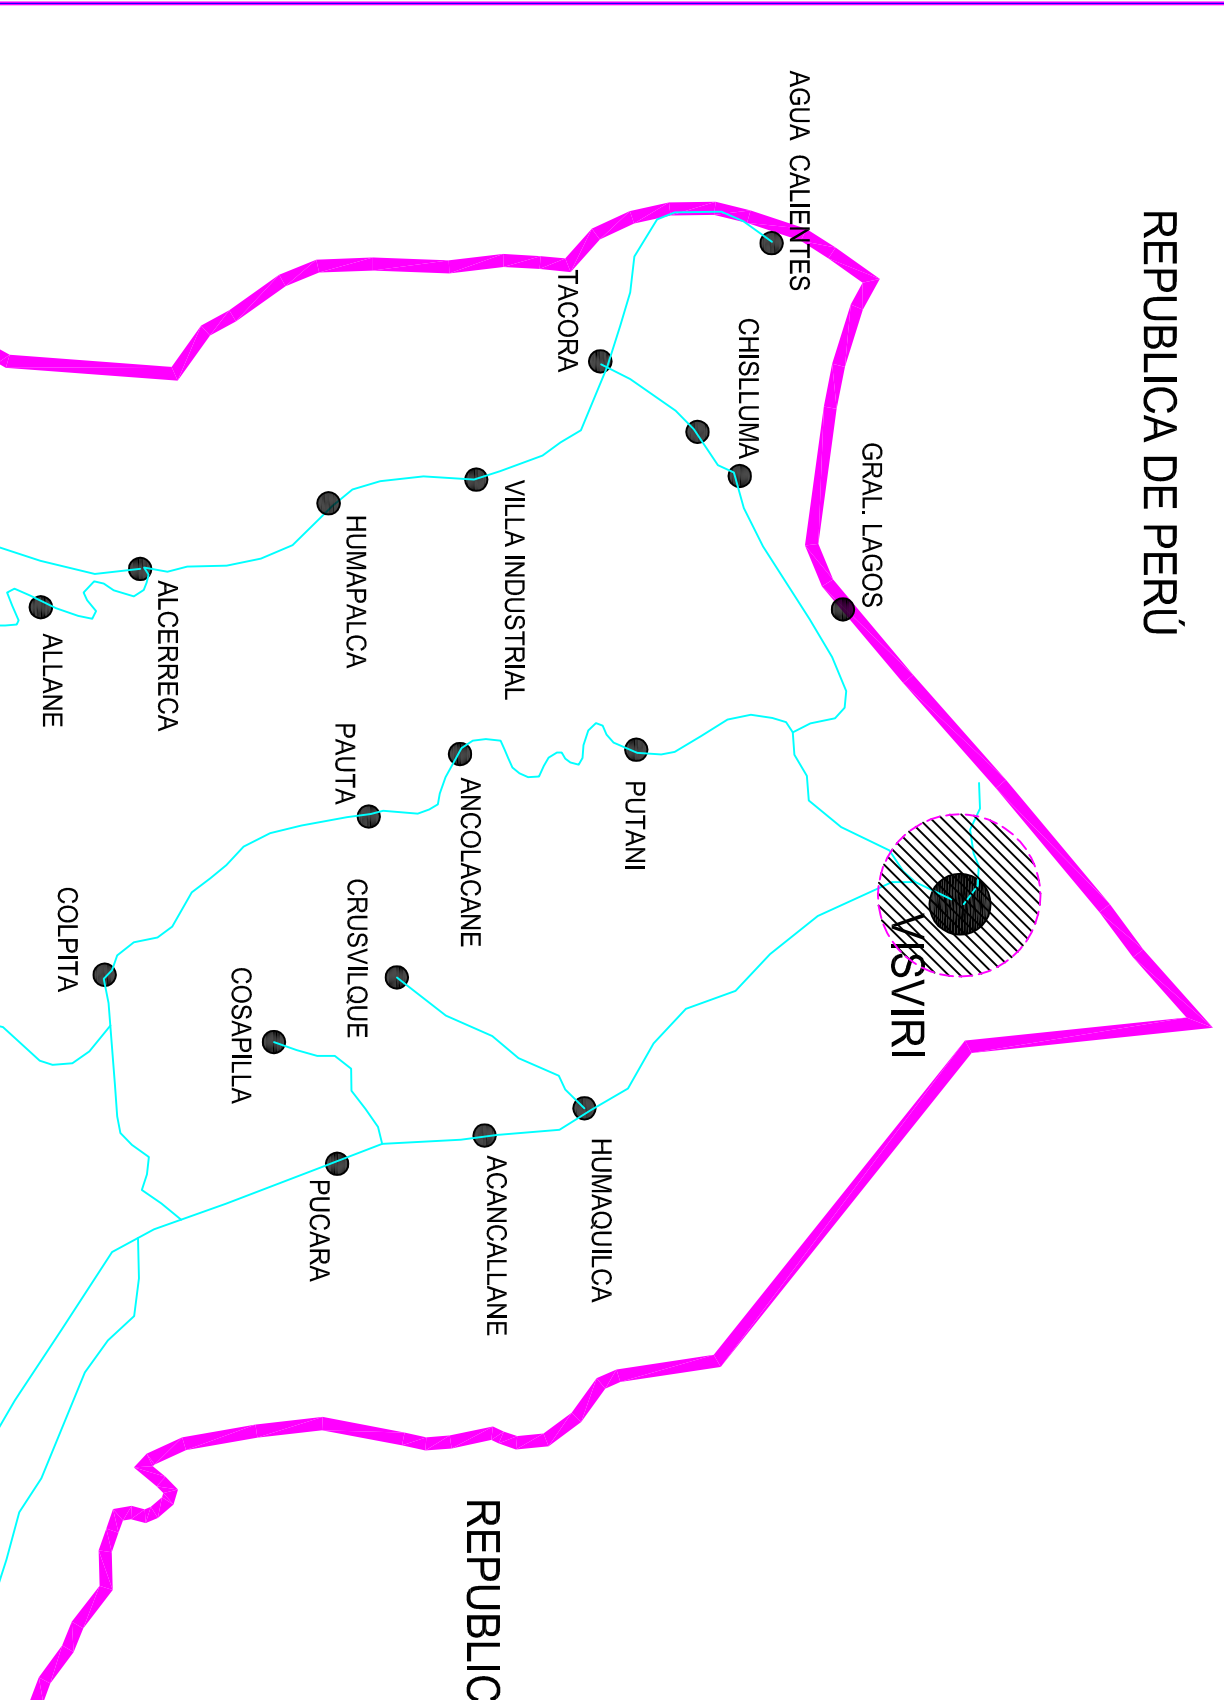 REPUBLICA DE PERÚ
VISVIRI
GRAL. LAGOS
AGUA CALIENTES
CHISLLUMA
PUTANI
HUMAQUILCA
TACORA
VILLA INDUSTRIAL
ACANCALLANE
REPUBLIC
ANCOLACANE
HUMAPALCA
CRUSVILQUE
PAUTA
PUCARA
COSAPILLA
ALCERRECA
COLPITA
ALLANE